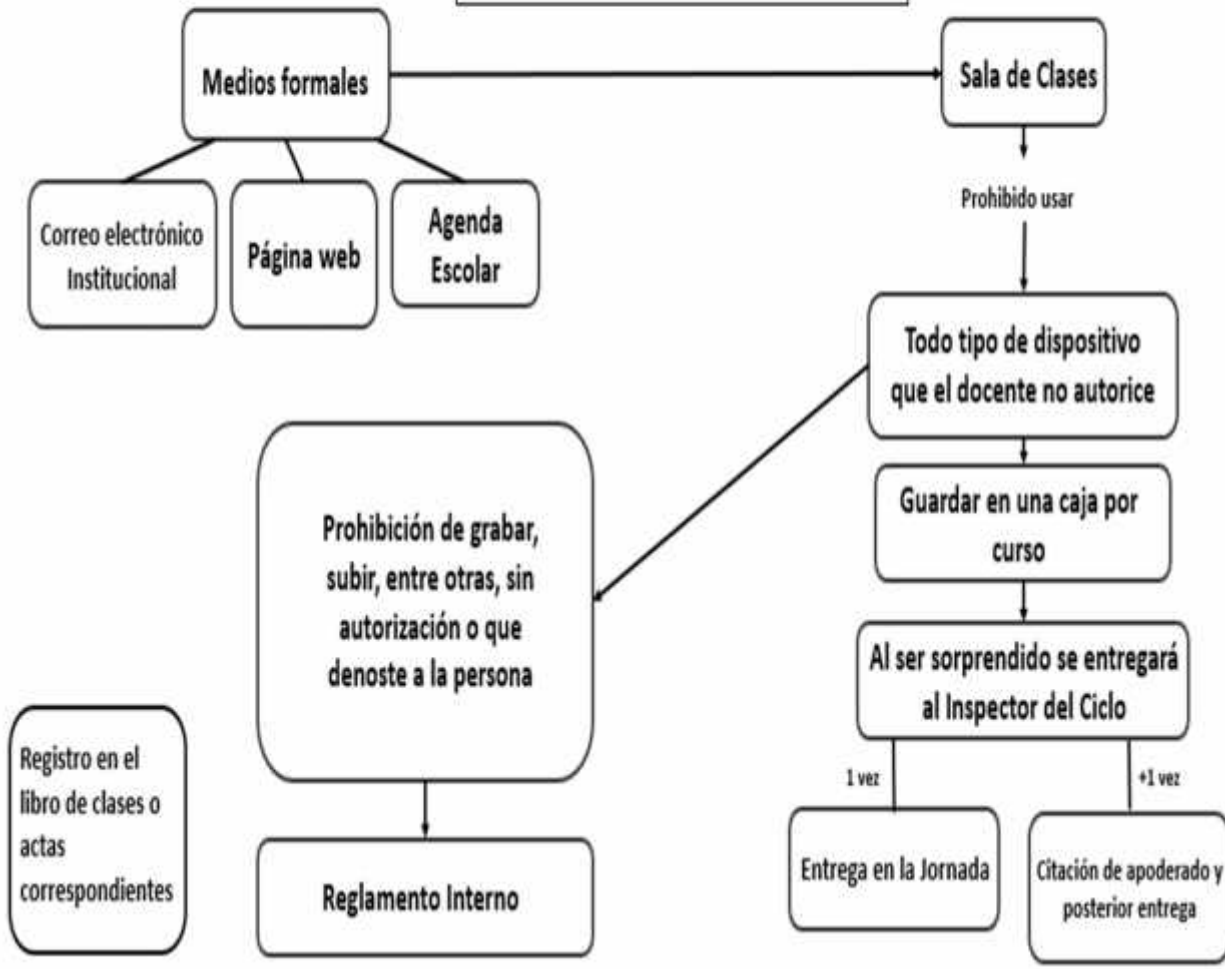 Medios formales
Sala de Clases
Correo electrónico
Institucional
Página web
Agenda
Escolar
Prohibido usar
Todo tipo de dispositivo
que el docente no autorice
Guardar en una caja por
curso
Prohibición de grabar,
subir, entre otras, sin
autorización o que
denoste a la persona
Al ser sorprendido se entregará
al Inspector del Ciclo
1 vez
+1 vez
Registro en el
libro de clases o
actas
correspondientes
Reglamento Interno
Entrega en la Jornada
Citación de apoderado y
posterior entrega